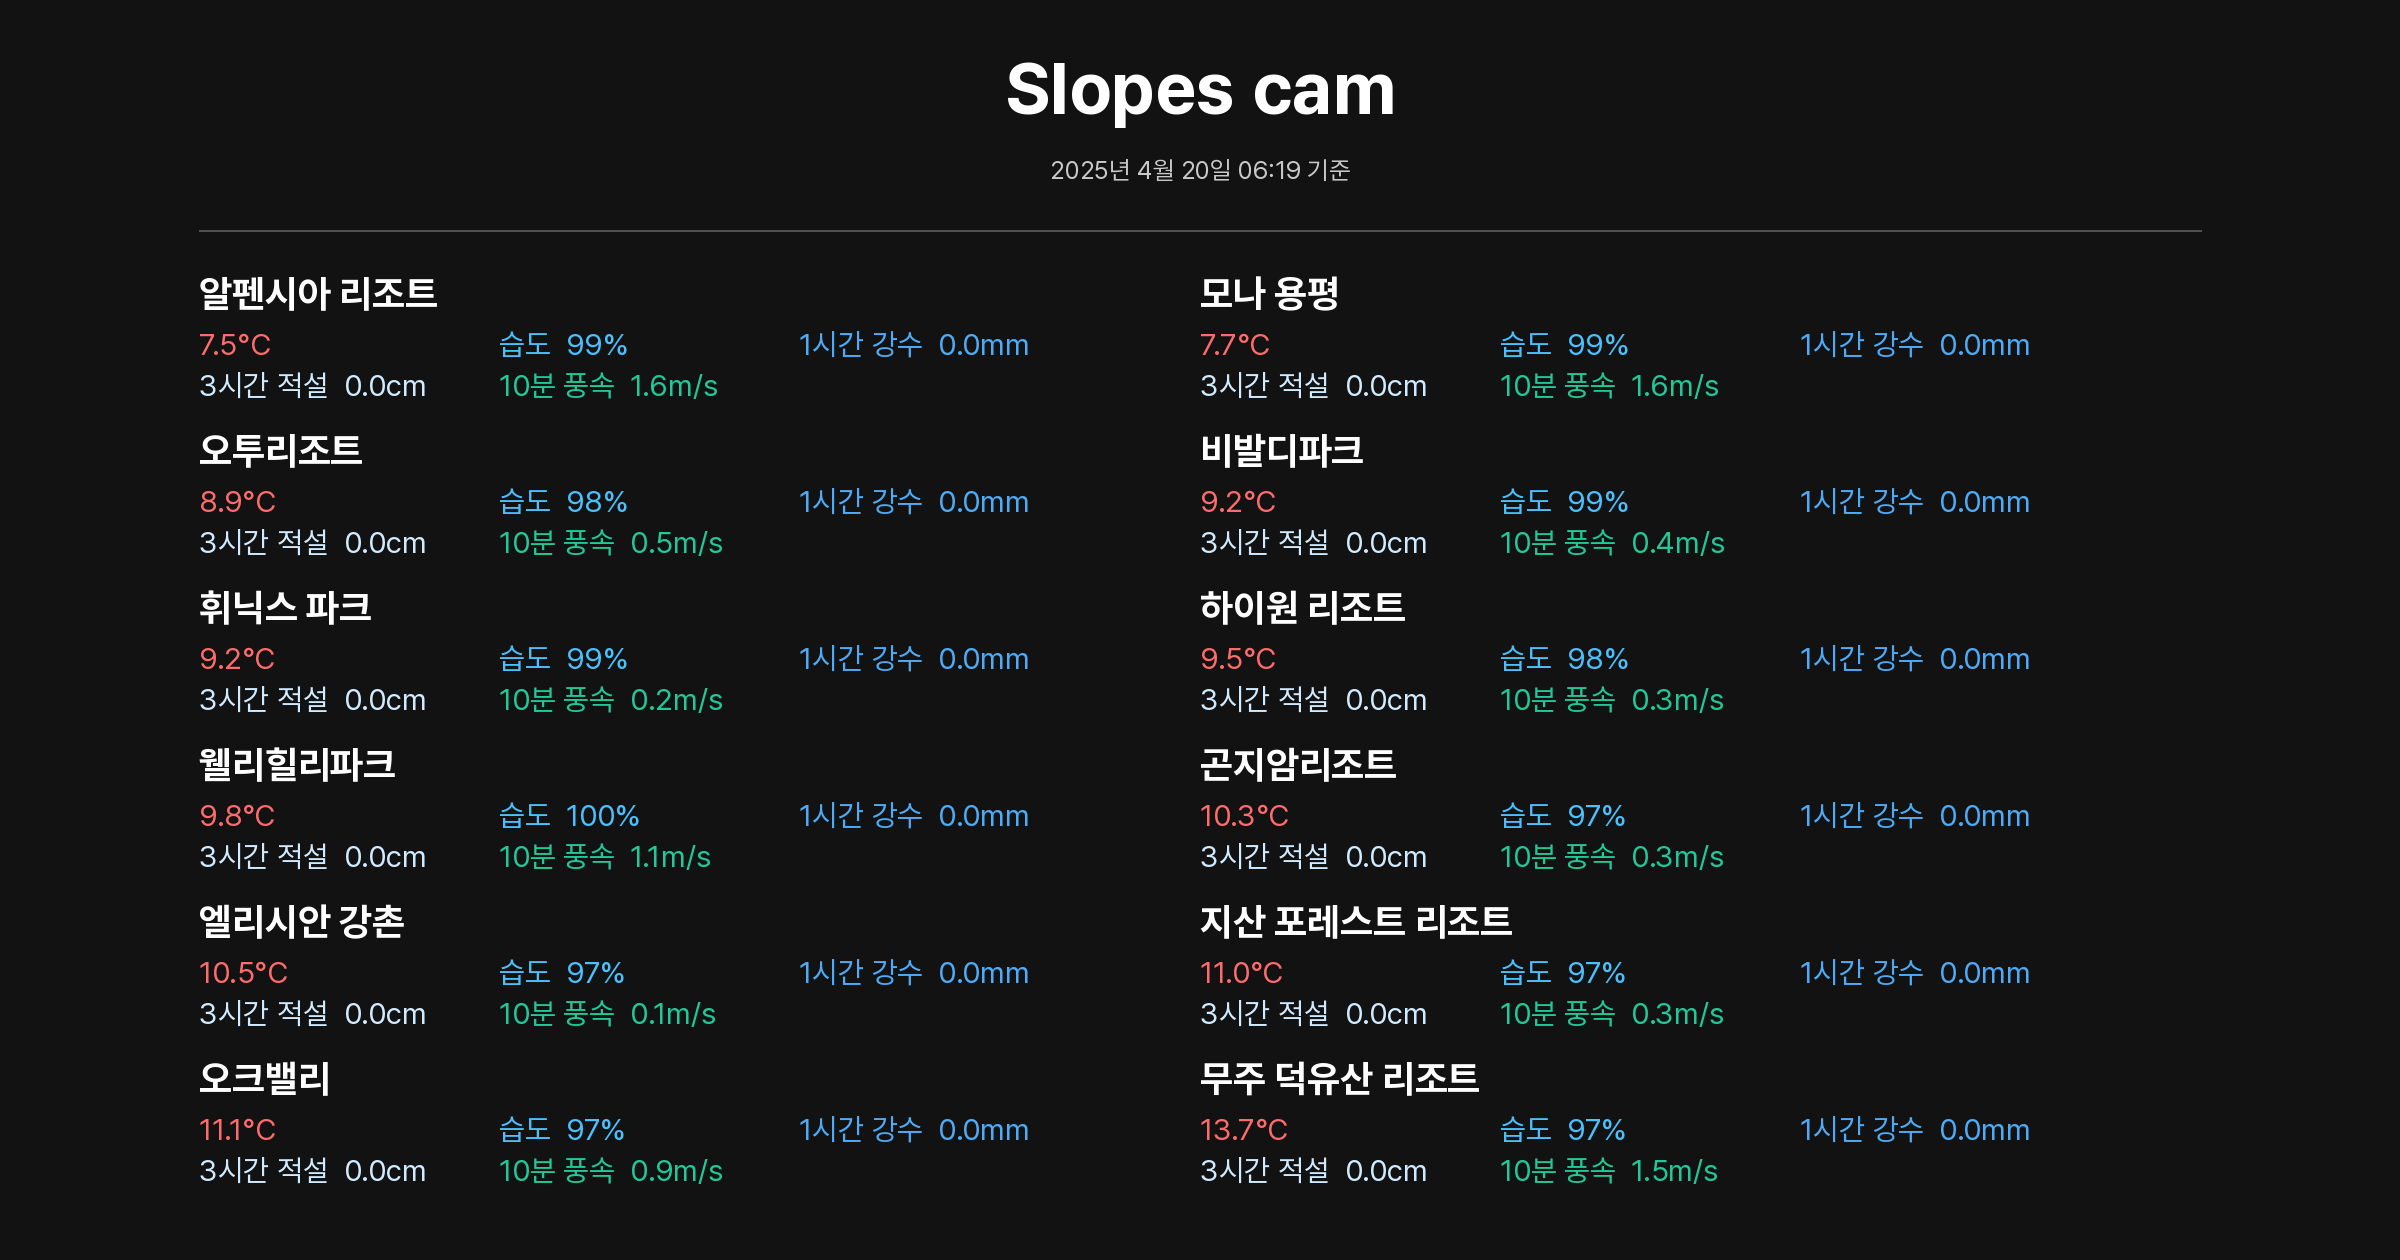 Slopes cam
2025년 4월 20일 06:19 기준
알펜시아 리조트
7.5°C 습도 99% 1시간 강수 0.0mm
3시간 적설 0.0cm 10분 풍속 1.6m/s
모나 용평
7.7°C 습도 99% 1시간 강수 0.0mm
3시간 적설 0.0cm 10분 풍속 1.6m/s
오투리조트
8.9°C 습도 98% 1시간 강수 0.0mm
3시간 적설 0.0cm 10분 풍속 0.5m/s
비발디파크
9.2°C 습도 99% 1시간 강수 0.0mm
3시간 적설 0.0cm 10분 풍속 0.4m/s
휘닉스 파크
9.2°C 습도 99% 1시간 강수 0.0mm
3시간 적설 0.0cm 10분 풍속 0.2m/s
하이원 리조트
9.5°C 습도 98% 1시간 강수 0.0mm
3시간 적설 0.0cm 10분 풍속 0.3m/s
웰리힐리파크
9.8°C 습도 100% 1시간 강수 0.0mm
3시간 적설 0.0cm 10분 풍속 1.1m/s
곤지암리조트
10.3°C 습도 97% 1시간 강수 0.0mm
3시간 적설 0.0cm 10분 풍속 0.3m/s
엘리시안 강촌
10.5°C 습도 97% 1시간 강수 0.0mm
3시간 적설 0.0cm 10분 풍속 0.1m/s
지산 포레스트 리조트
11.0°C 습도 97% 1시간 강수 0.0mm
3시간 적설 0.0cm 10분 풍속 0.3m/s
오크밸리
11.1°C 습도 97% 1시간 강수 0.0mm
3시간 적설 0.0cm 10분 풍속 0.9m/s
무주 덕유산 리조트
13.7°C 습도 97% 1시간 강수 0.0mm
3시간 적설 0.0cm 10분 풍속 1.5m/s